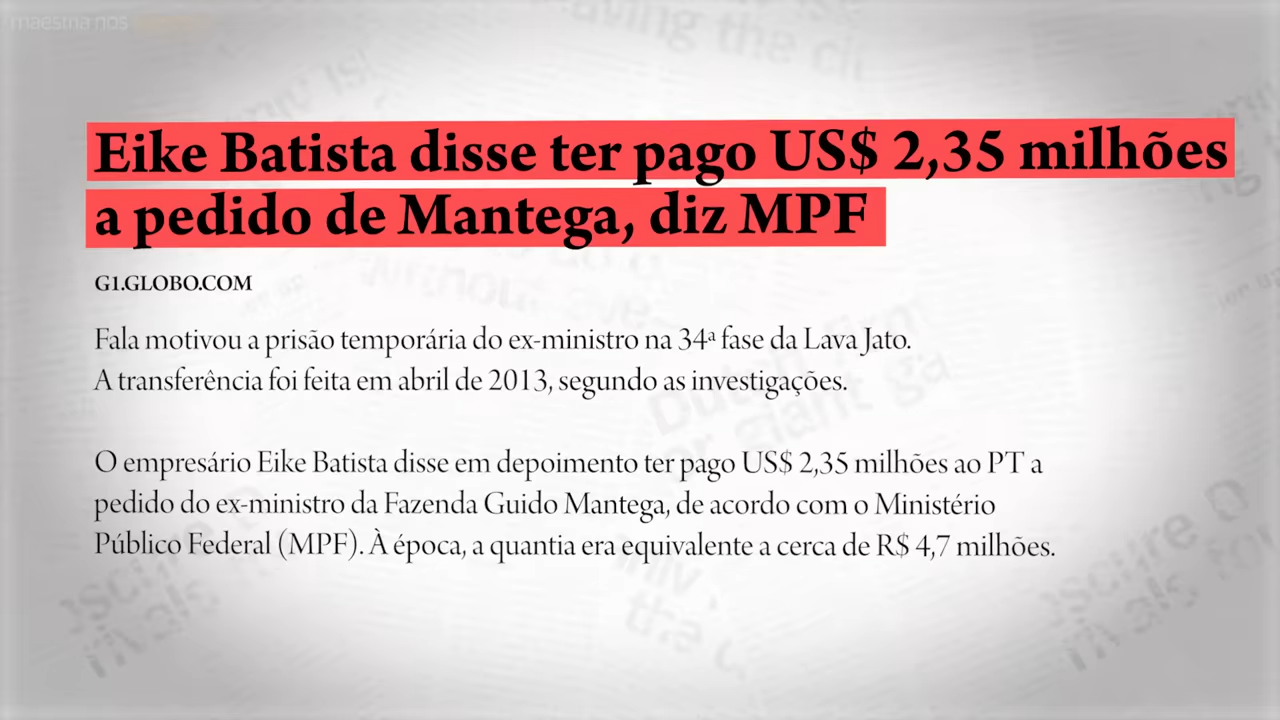 maestria nos
Eike Batista disse ter pago US$ 2,35 milhões
a pedido de Mantega, diz MPF
G1.GLOBO.COM
Fala motivou a prisão temporária do ex-ministro na 34ª fase da Lava Jato.
A transferência foi feita em abril de 2013, segundo as investigações.
O empresário Eike Batista disse em depoimento ter pago US$ 2,35 milhões ao PT a
pedido do ex-ministro da Fazenda Guido Mantega, de acordo com o Ministério
Público Federal (MPF). À época, a quantia era equivalente a cerca de R$ 4,7 milhões.